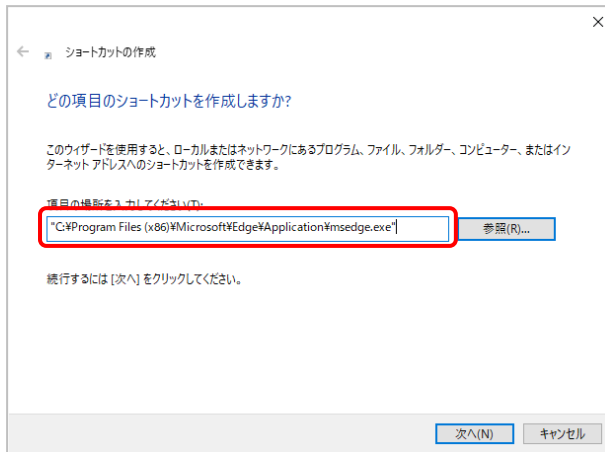 ショートカットの作成
どの項目のショートカットを作成しますか?
このウィザードを使用すると、ローカルまたはネットワークにあるプログラム、ファイル、フォルダー、コンピューター、またはイン
ターネット アドレスへのショートカットを作成できます。
項目の場所を入力してください(T):
"C:¥Program Files (x86)¥Microsoft¥Edge¥Application¥msedge.exe"
参照(R)...
続行するには [次へ] をクリックしてください。
次へ(N)
キャンセル